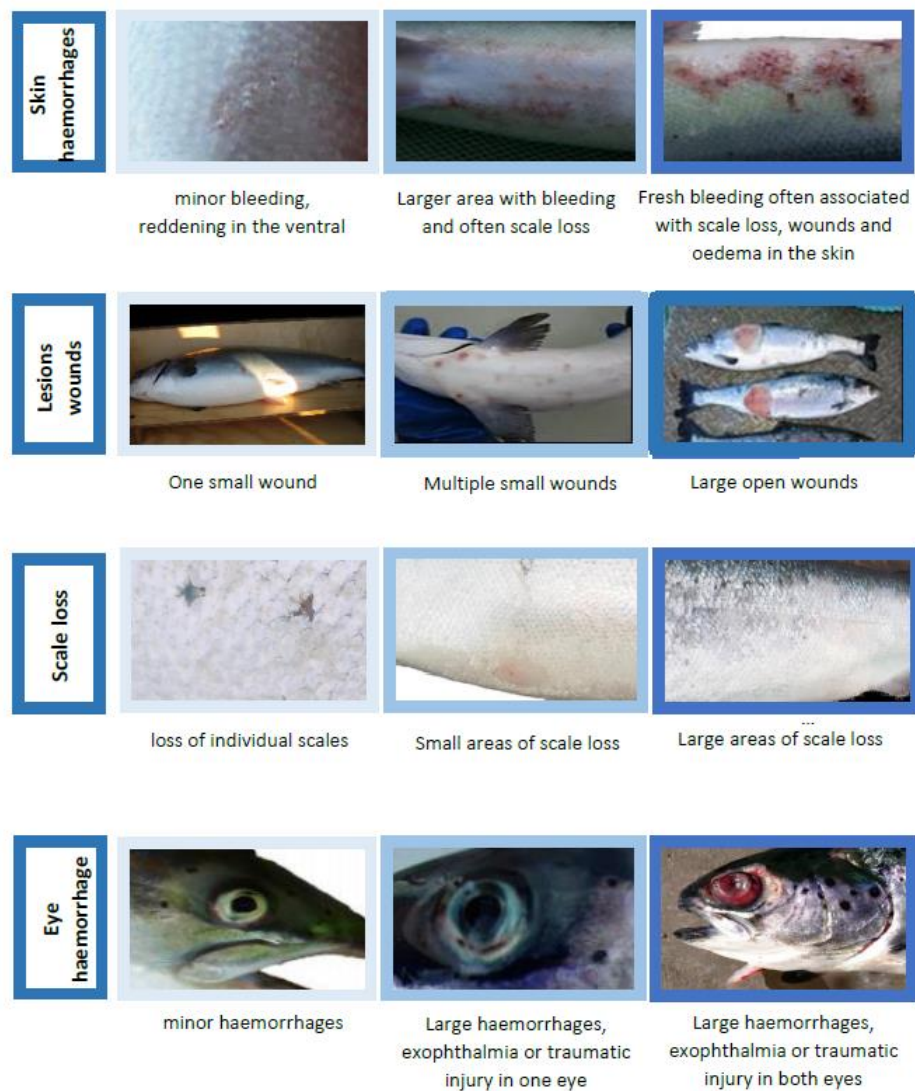 Skin
haemorrhages
minor bleeding,
reddening in the ventral
Larger area with bleeding
and often scale loss
Fresh bleeding often associated
with scale loss, wounds and
oedema in the skin
Lesions
wounds
One small wound
Multiple small wounds
Large open wounds
Scale loss
loss of individual scales
Small areas of scale loss
...
Large areas of scale loss
Eye
haemorrhage
minor haemorrhages
Large haemorrhages,
exophthalmia or traumatic
injury in one eye
Large haemorrhages,
exophthalmia or traumatic
injury in both eyes